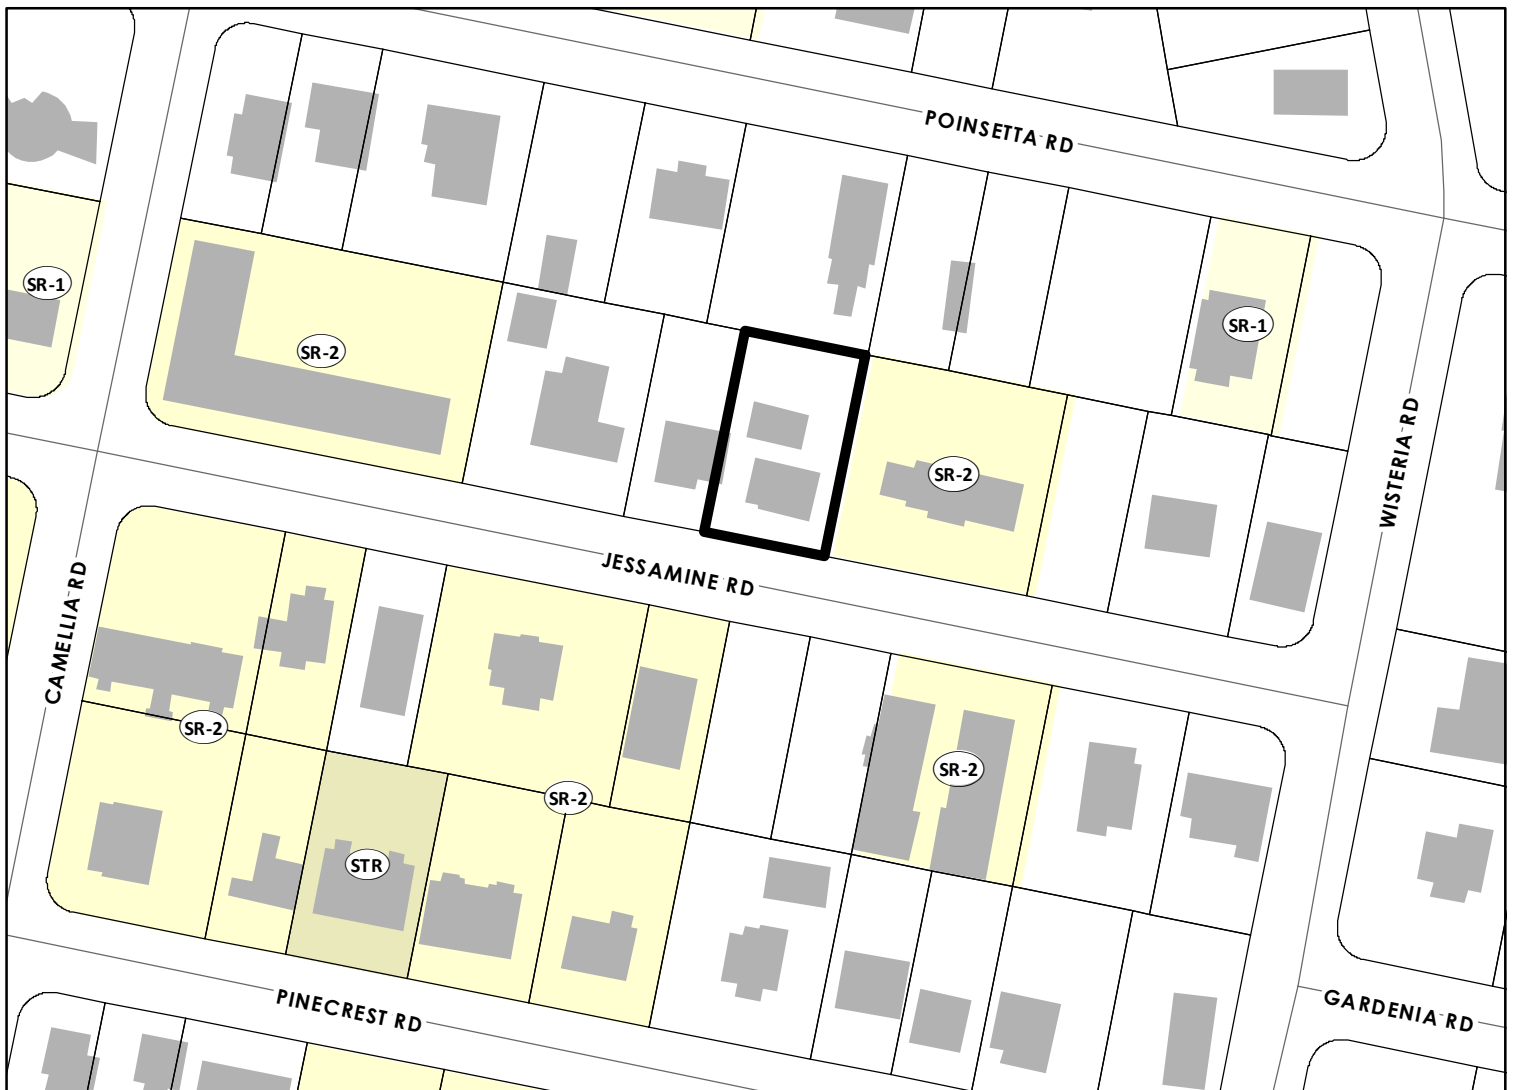 POINSETTA RD
SR-1
SR-2
SR-1
WISTERIA RD
SR-2
JESSAMINE RD
CAMELLIA RD
SR-2
SR-2
SR-2
STR
PINECREST RD
GARDENIA RD